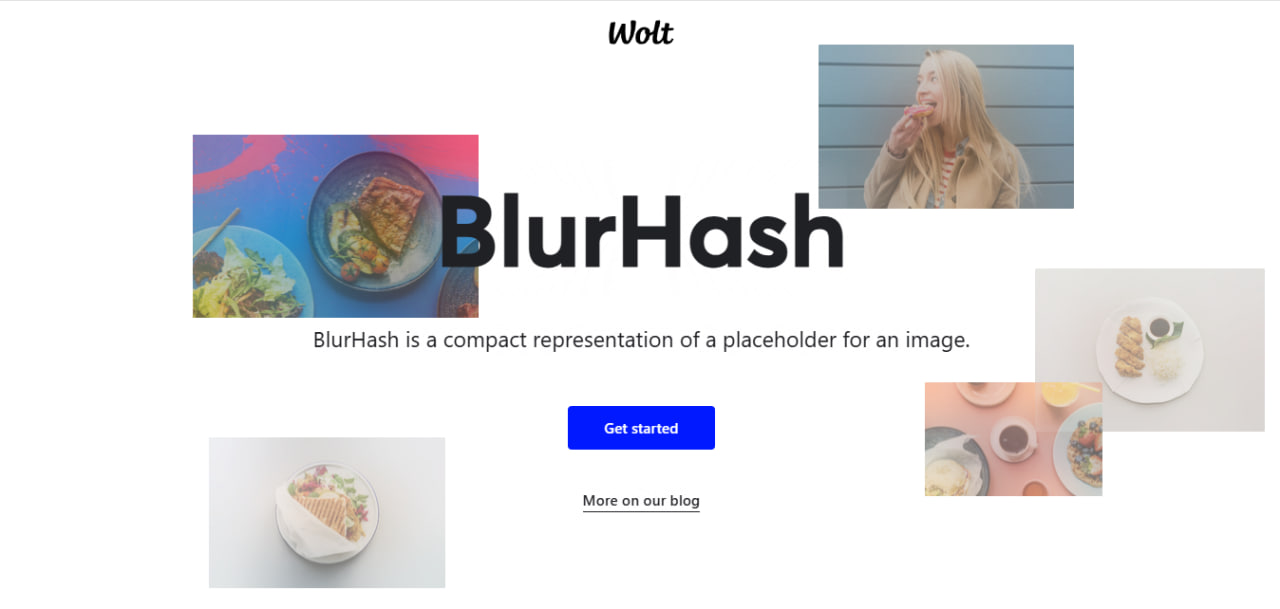 Wolt
BlurHash
BlurHash is a compact representation of a placeholder for an image.
Get started
More on our blog